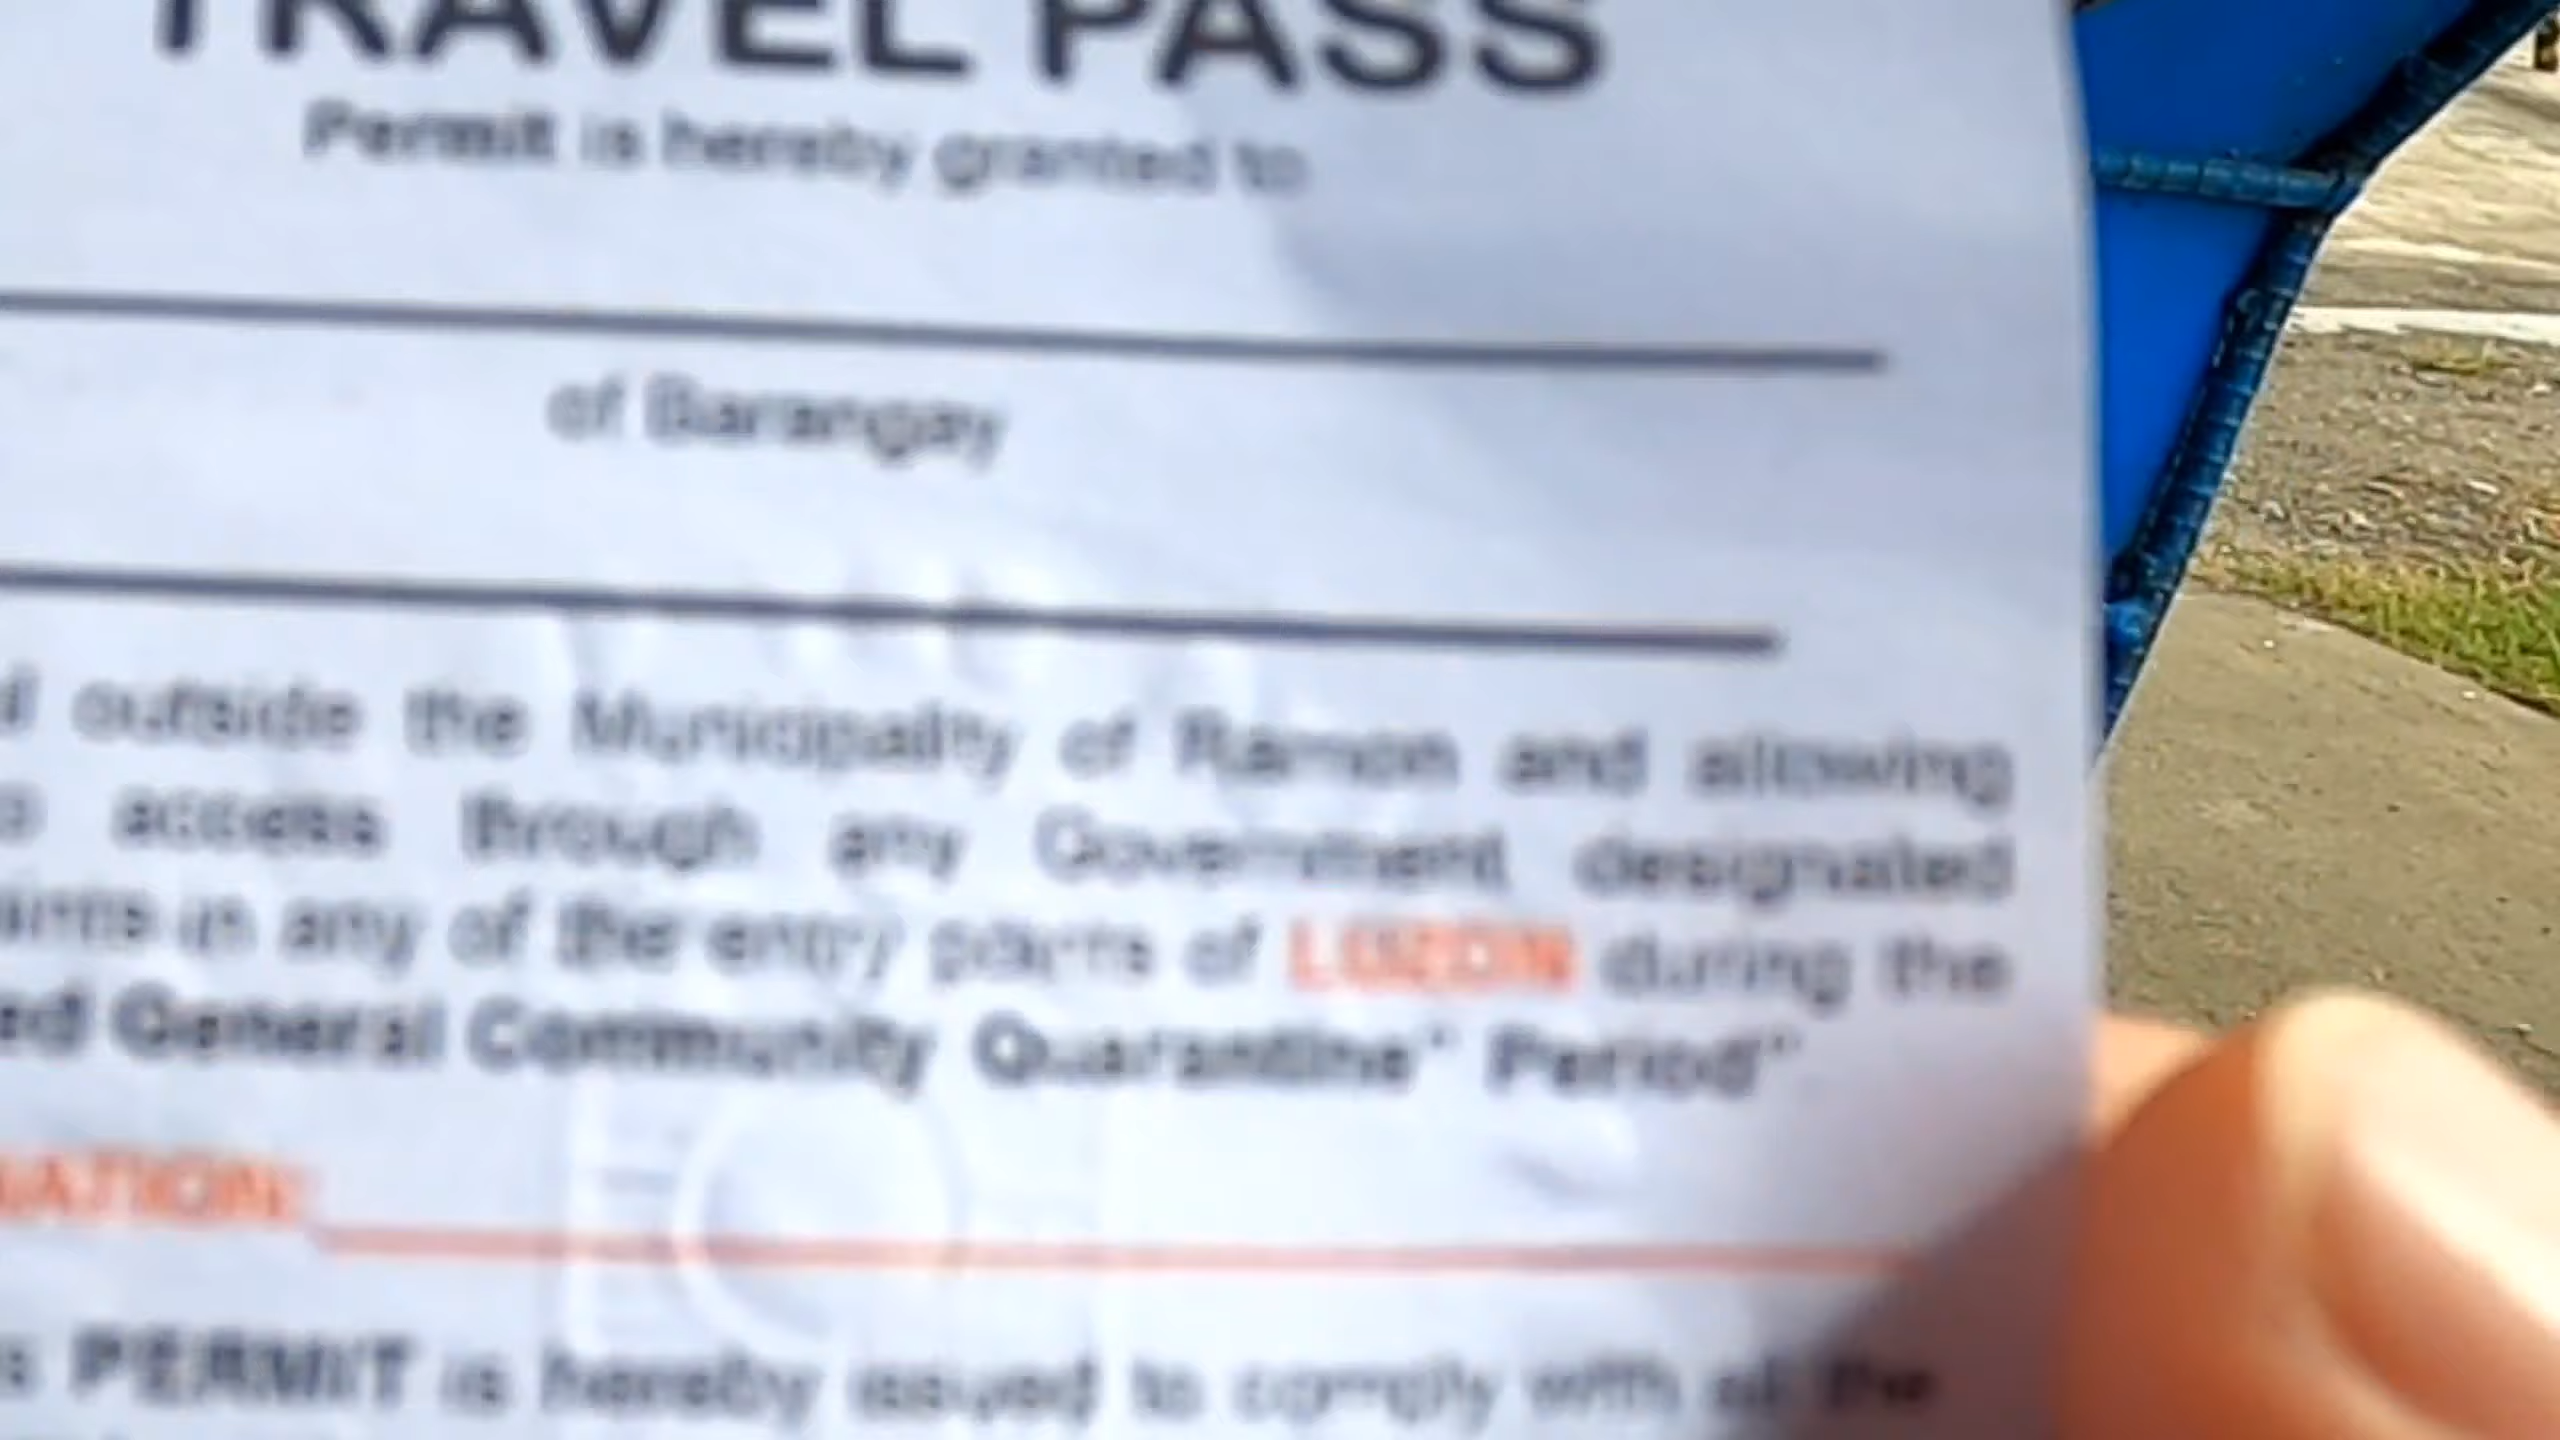 TRAVEL PASS
Permit is hereby granted to
of Barangay
outside the Municipality of Ramon and allowing
access through any Government designated
in any of the entry points of LUZON during the
General Community Quarantine" Period"
PERMIT is hereby issued to comply with all the